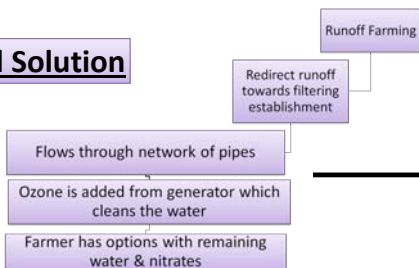 Runoff Farming
l Solution
Redirect runoff
towards filtering
establishment
Flows through network of pipes
Ozone is added from generator which
cleans the water
Farmer has options with remaining
water & nitrates